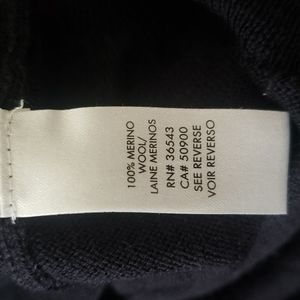 100% MERINO
WOOL/
LAINE MERINOS
RN# 36543
CA# 50900
SEE REVERSE
VOIR REVERSO